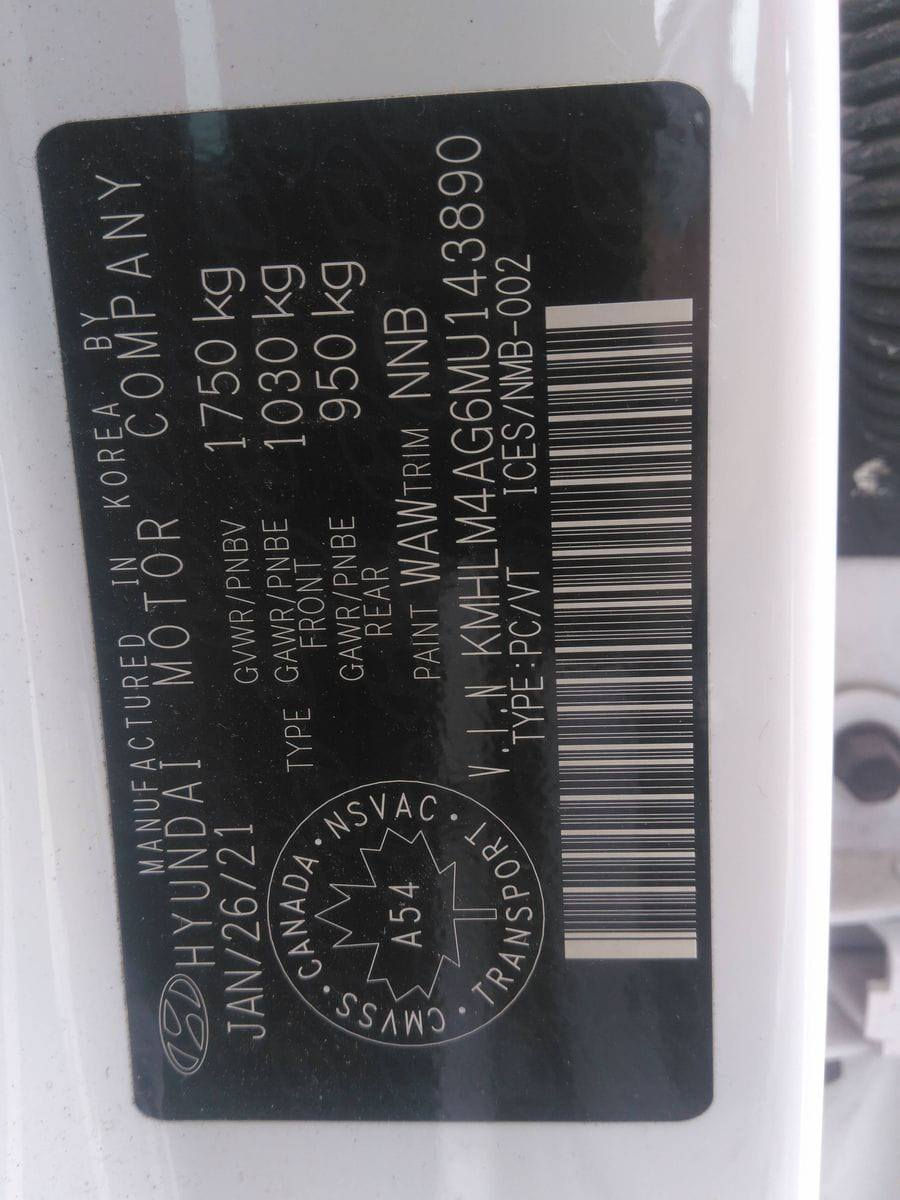 MANUFACTURED IN KOREA BY
HYUNDAI MOTOR COMPANY
JAN/26/21
GVWR/PNBV 1750 kg
TYPE GAWR/PNBE FRONT 1030 kg
GAWR/PNBE REAR 950 kg
PAINT WAW TRIM NNB
V.I.N KMHLM4AG6MU143890
TYPE:PC/VT ICES/NMB-002
CMVSS · CANADA · NSVAC · TRANSPORT ·
A54